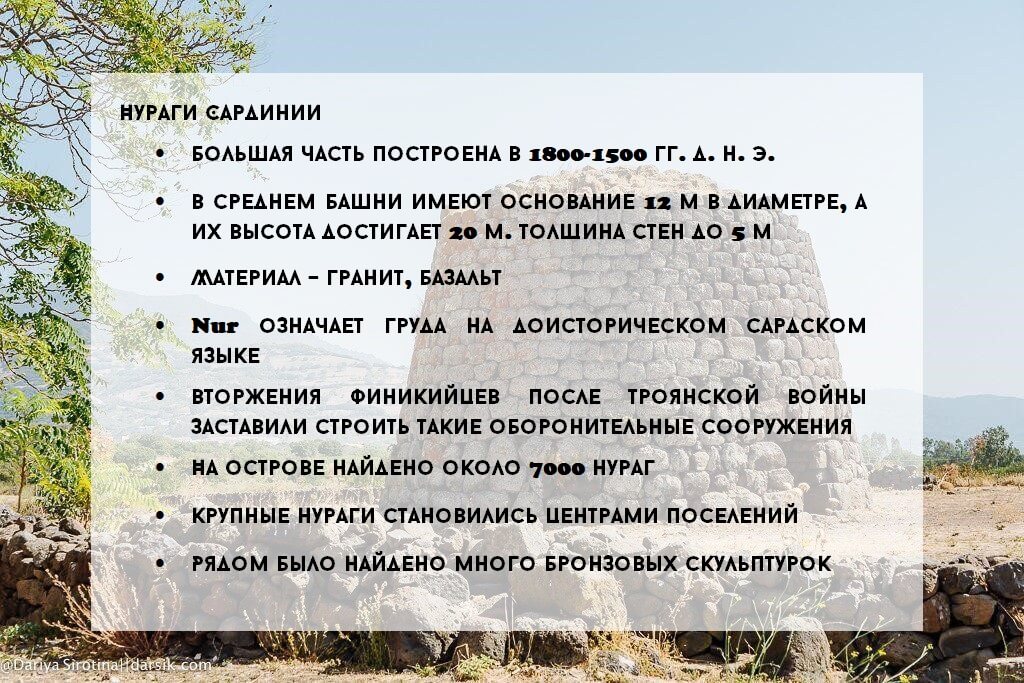 НУРАГИ САРДИНИИ
• БОЛЬШАЯ ЧАСТЬ ПОСТРОЕНА В 1800-1500 ГГ. Д. Н. Э.
• В СРЕДНЕМ БАШНИ ИМЕЮТ ОСНОВАНИЕ 12 М В ДИАМЕТРЕ, А
ИХ ВЫСОТА ДОСТИГАЕТ 20 М. ТОЛШИНА СТЕН ДО 5 М
• МАТЕРИАЛ – ГРАНИТ, БАЗАЛЬТ
• Nur ОЗНАЧАЕТ ГРУДА НА ДОИСТОРИЧЕСКОМ САРДСКОМ
ЯЗЫКЕ
• ВТОРЖЕНИЯ ФИНИКИЙЦЕВ ПОСЛЕ ТРОЯНСКОЙ ВОЙНЫ
ЗАСТАВИЛИ СТРОИТЬ ТАКИЕ ОБОРОНИТЕЛЬНЫЕ СООРУЖЕНИЯ
• НА ОСТРОВЕ НАЙДЕНО ОКОЛО 7000 НУРАГ
• КРУПНЫЕ НУРАГИ СТАНОВИЛИСЬ ЦЕНТРАМИ ПОСЕЛЕНИЙ
• РЯДОМ БЫЛО НАЙДЕНО МНОГО БРОНЗОВЫХ СКУЛЬПТУРОК
@Dariya Sirotina||darsik.com